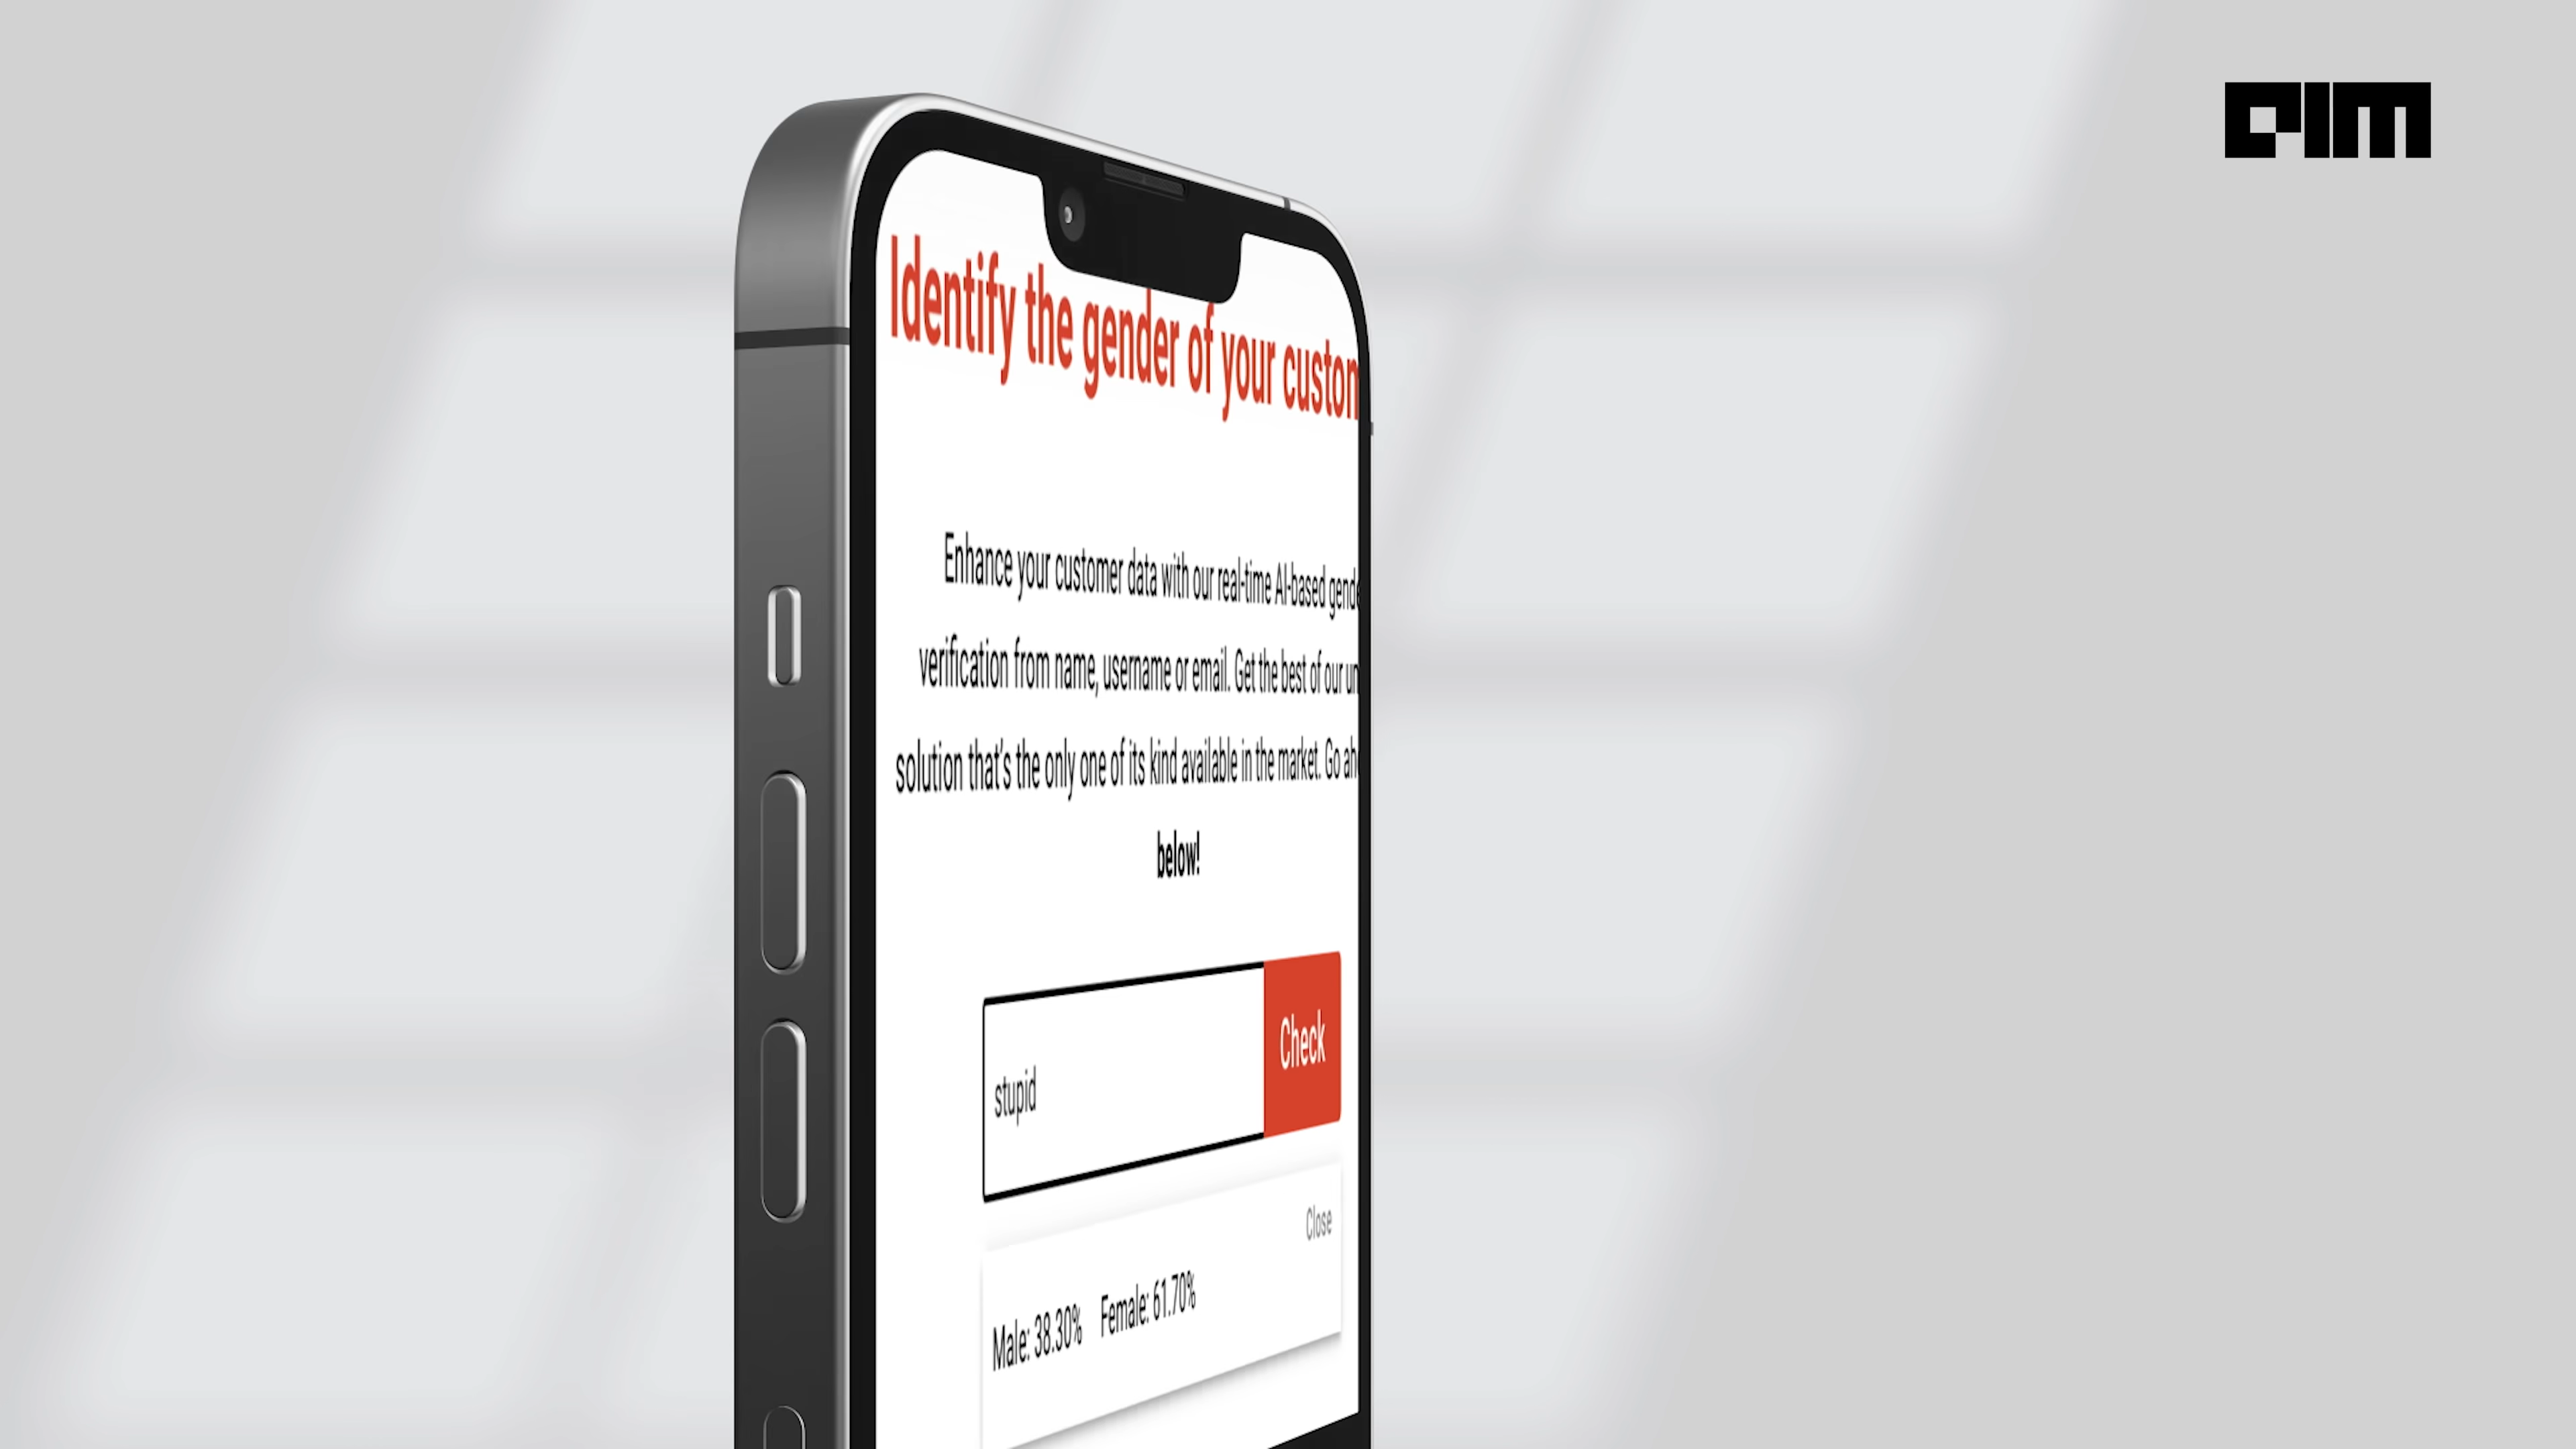 AIM
Identify the gender of your custom
Enhance your customer data with our real-time AI-based gende
verification from name, username or email. Get the best of our un
solution that's the only one of its kind available in the market. Go ah
below!
stupid
Check
Close
Male: 38.30% Female: 61.70%